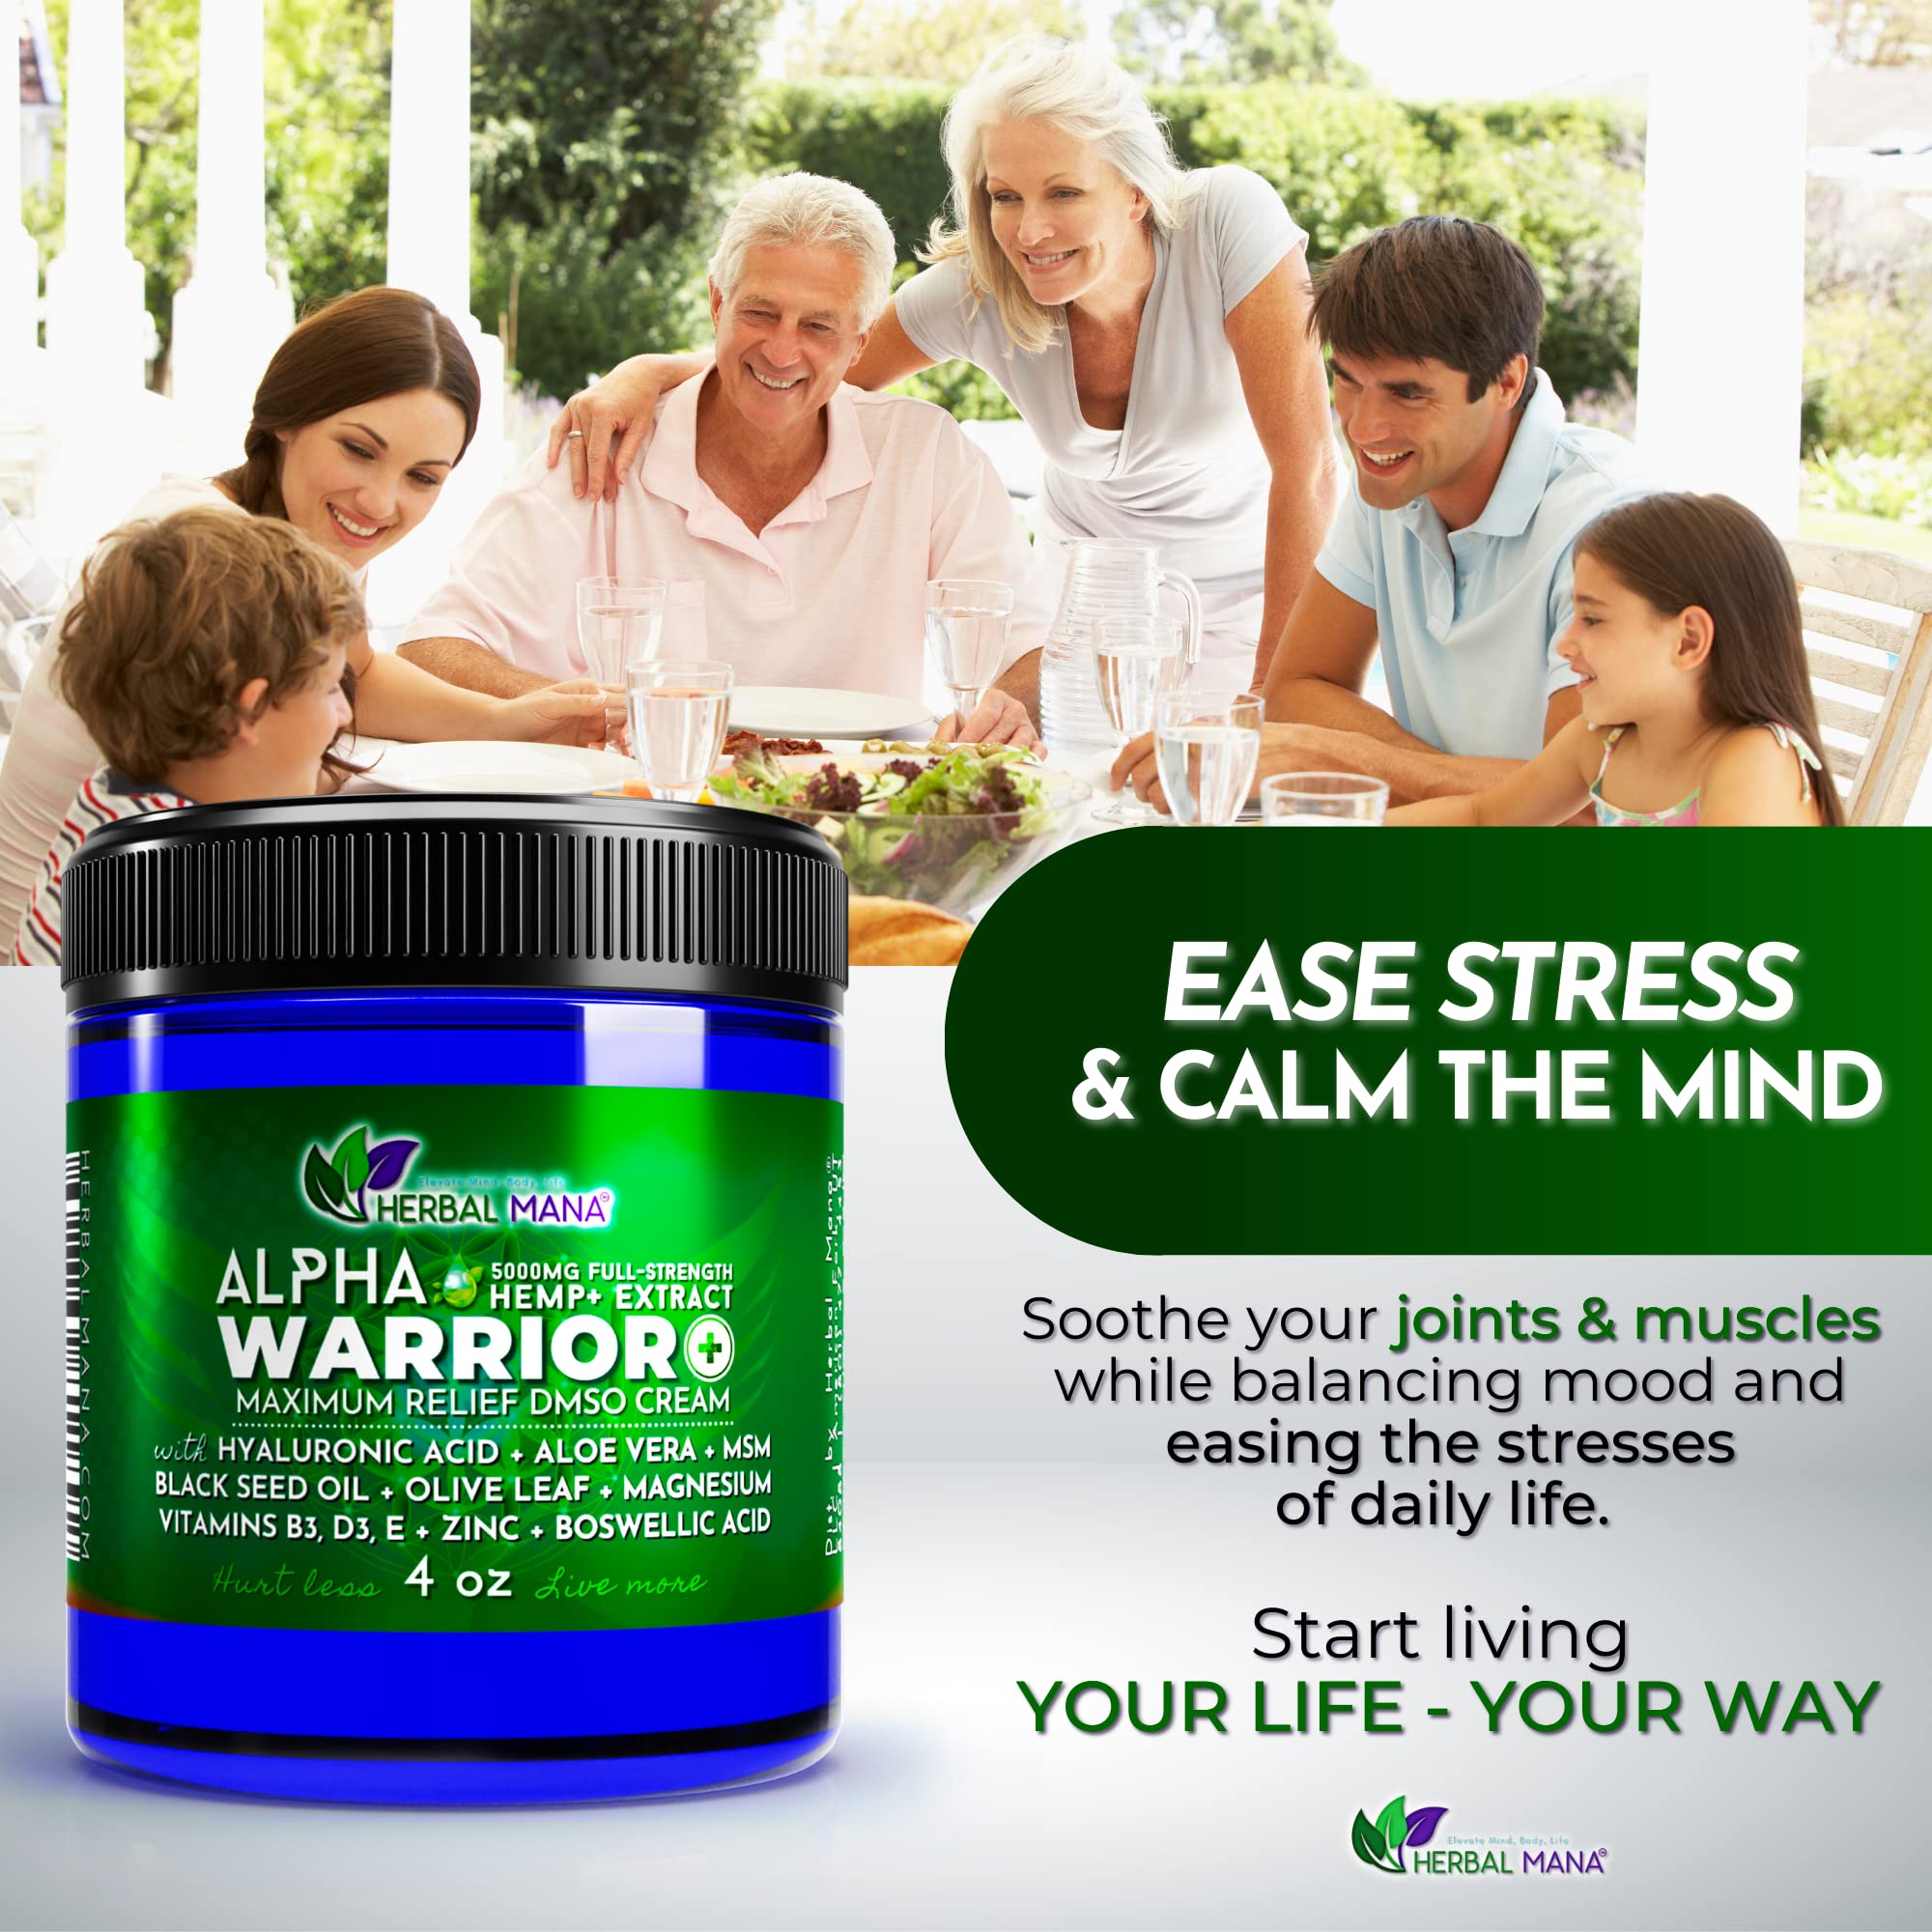 EASE STRESS
& CALM THE MIND
Soothe your joints & muscles
while balancing mood and
easing the stresses
of daily life.
Start living
YOUR LIFE - YOUR WAY
Elevate Mind, Body, Life
HERBAL MANA
Elevate Mind, Body, Life
HERBAL MANA
ALPHA
5000MG FULL-STRENGTH
HEMP+ EXTRACT
WARRIOR
MAXIMUM RELIEF DMSO CREAM
with HYALURONIC ACID + ALOE VERA + MSM
BLACK SEED OIL + OLIVE LEAF + MAGNESIUM
VITAMINS B3, D3, E + ZINC + BOSWELLIC ACID
Hurt less 4 oz Live more
HERBALMANA.COM
Herbal Mana®